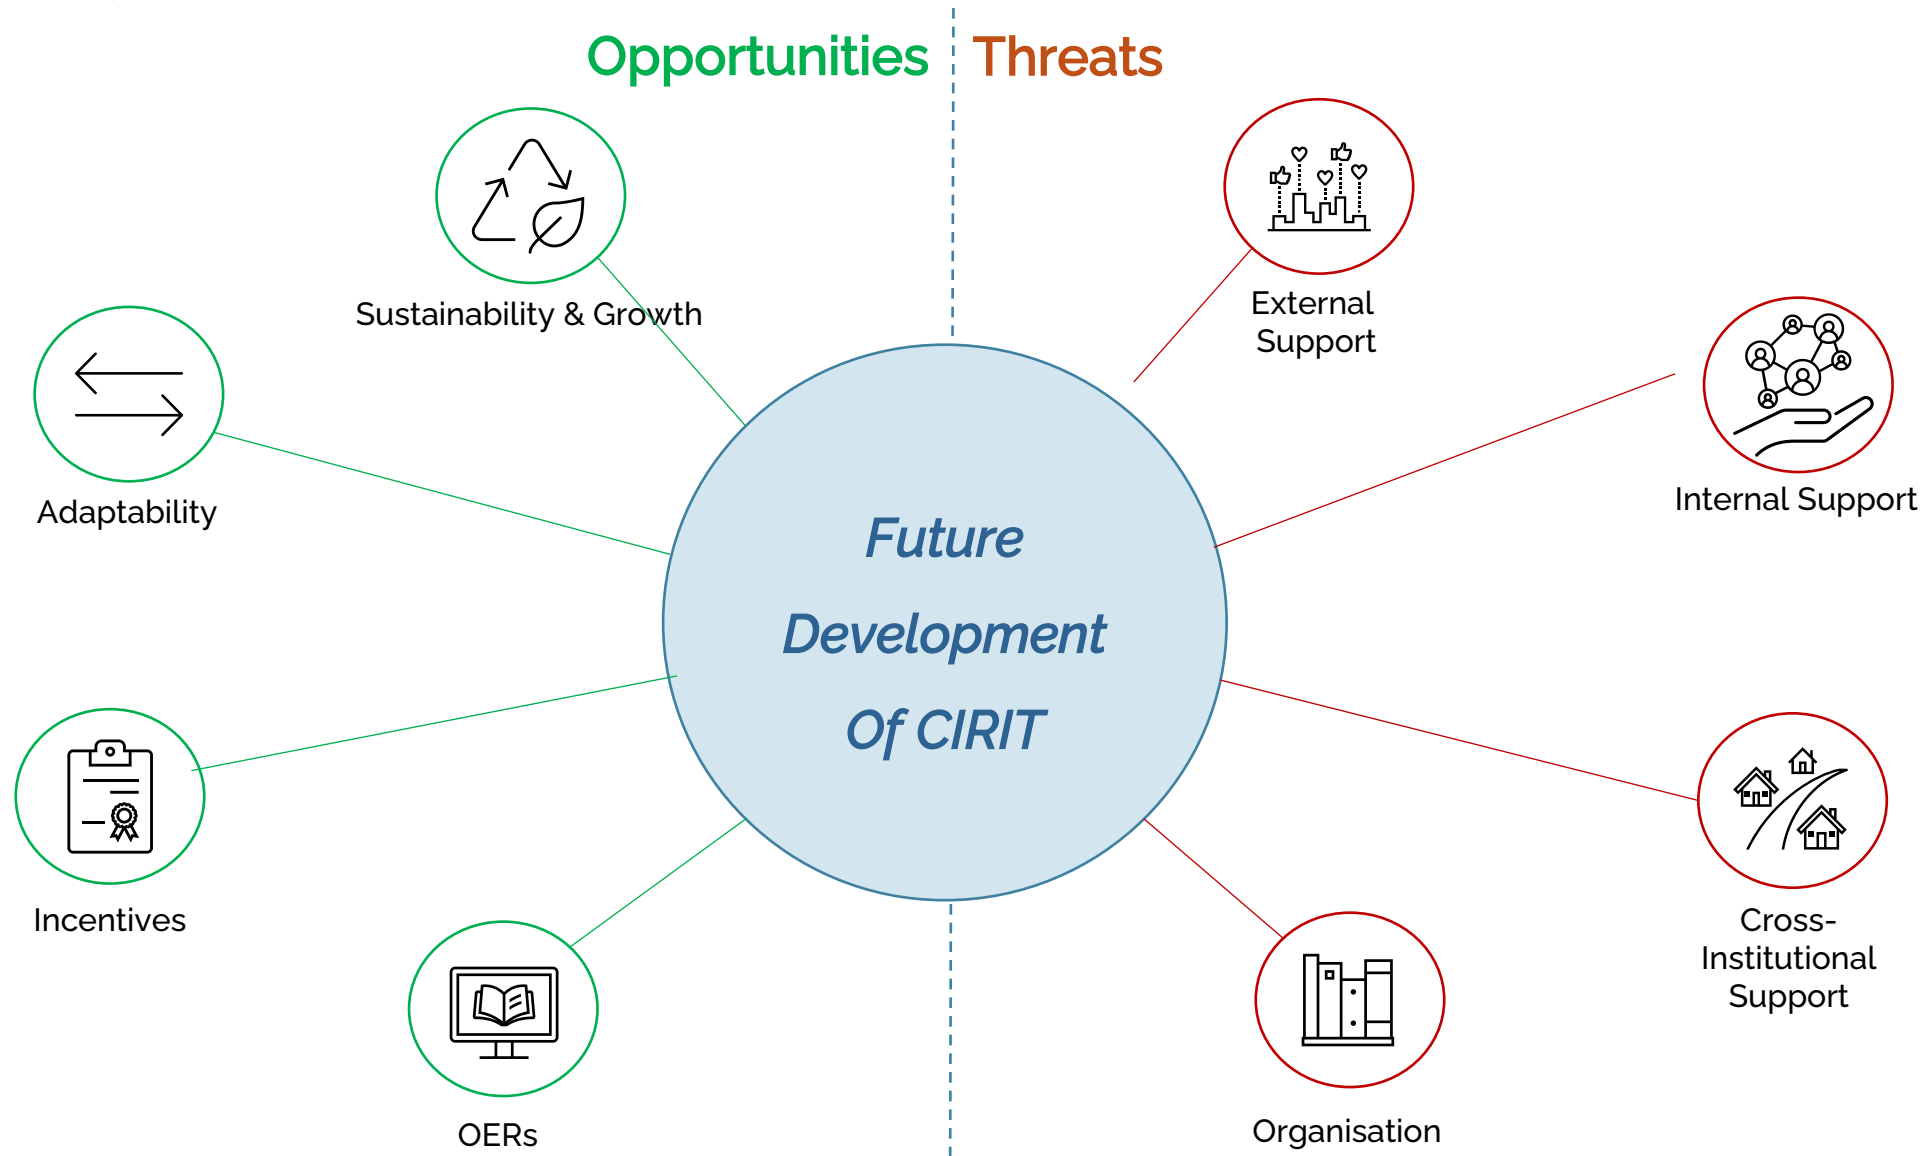 Opportunities
Threats
Sustainability & Growth
External
Support
Adaptability
Internal Support
Future
Development
Of CIRIT
Incentives
Cross-
Institutional
Support
OERs
Organisation